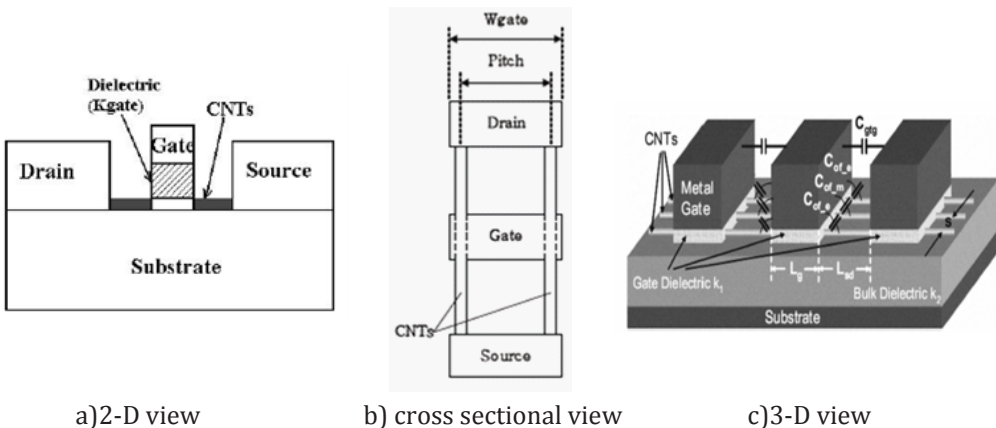 Dielectric
(Kgate)
CNTs
Gate
Drain
Source
Substrate
a)2-D view
Wgate
Pitch
Drain
Gate
CNTs
Source
b) cross sectional view
CNTs
Cgtg
Cof_e
Cof_m
Cof_e
Metal
Gate
s
Lg
Lsd
Gate Dielectric k1
Bulk Dielectric k2
Substrate
c)3-D view